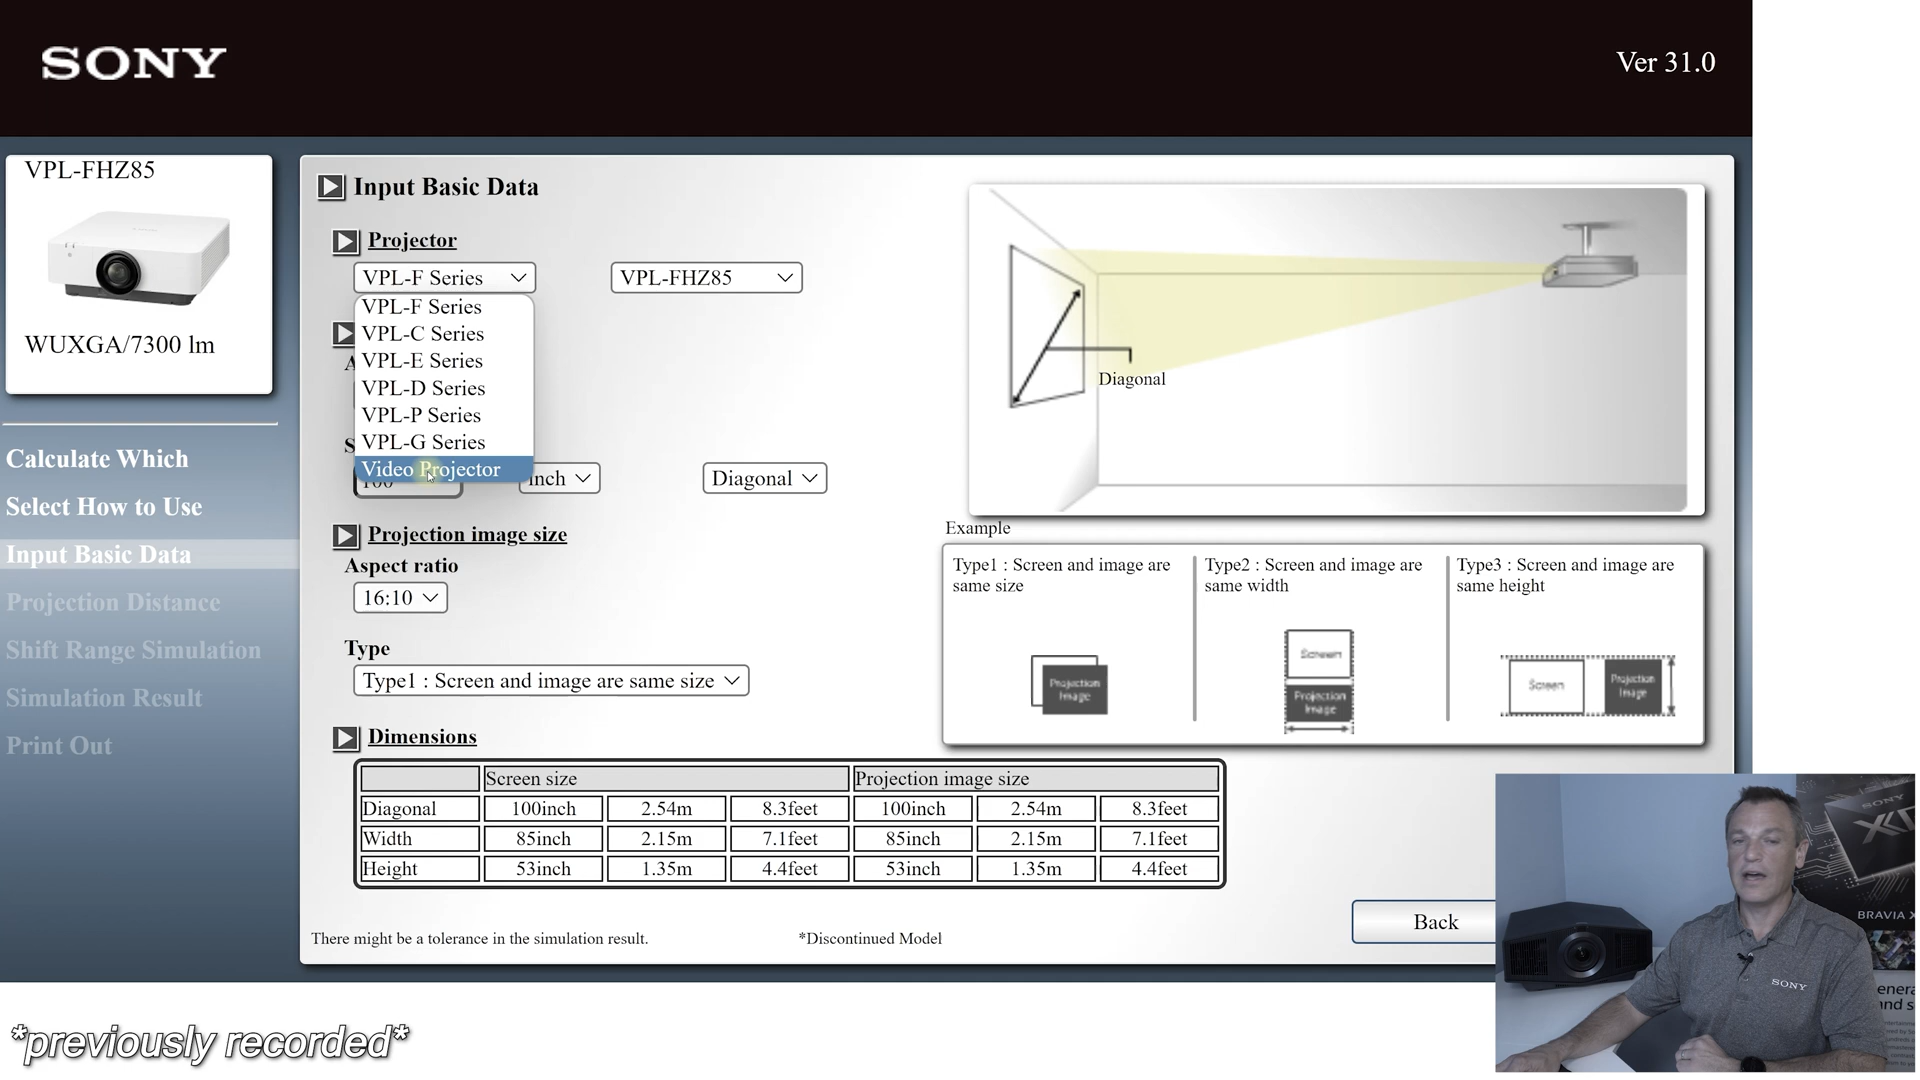 SONY
Ver 31.0
VPL-FHZ85
WUXGA/7300 lm
Calculate Which
Select How to Use
Input Basic Data
Projection Distance
Shift Range Simulation
Simulation Result
Print Out
Input Basic Data
Projector
VPL-F Series
VPL-FHZ85
VPL-F Series
VPL-C Series
VPL-E Series
VPL-D Series
VPL-P Series
VPL-G Series
Video Projector
inch
Diagonal
Projection image size
Aspect ratio
16:10
Type
Type1 : Screen and image are same size
Dimensions
Screen size Projection image size
Diagonal 100inch 2.54m 8.3feet 100inch 2.54m 8.3feet
Width 85inch 2.15m 7.1feet 85inch 2.15m 7.1feet
Height 53inch 1.35m 4.4feet 53inch 1.35m 4.4feet
There might be a tolerance in the simulation result.
*Discontinued Model
Back
Diagonal
Example
Type1 : Screen and image are
same size
Projection
Image
Type2 : Screen and image are
same width
Screen
Projection
Image
Type3 : Screen and image are
same height
Screen
Projection
Image
SONY
BRAVIA X
SONY
*previously recorded*